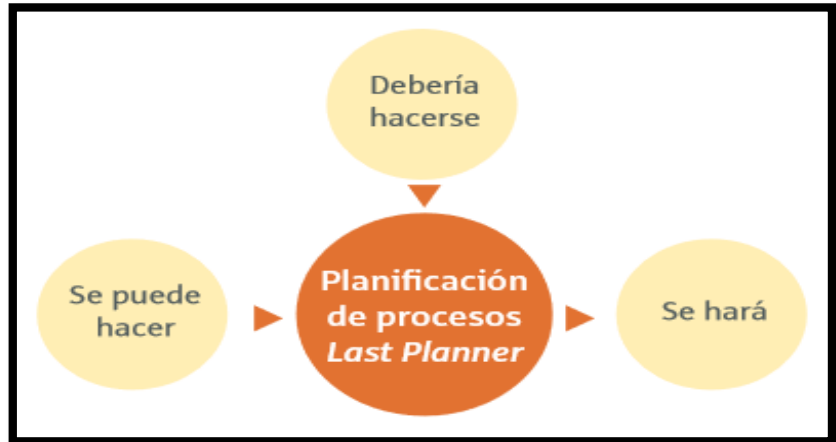 Debería
hacerse
Se puede
hacer
Planificación
de procesos
Last Planner
Se hará